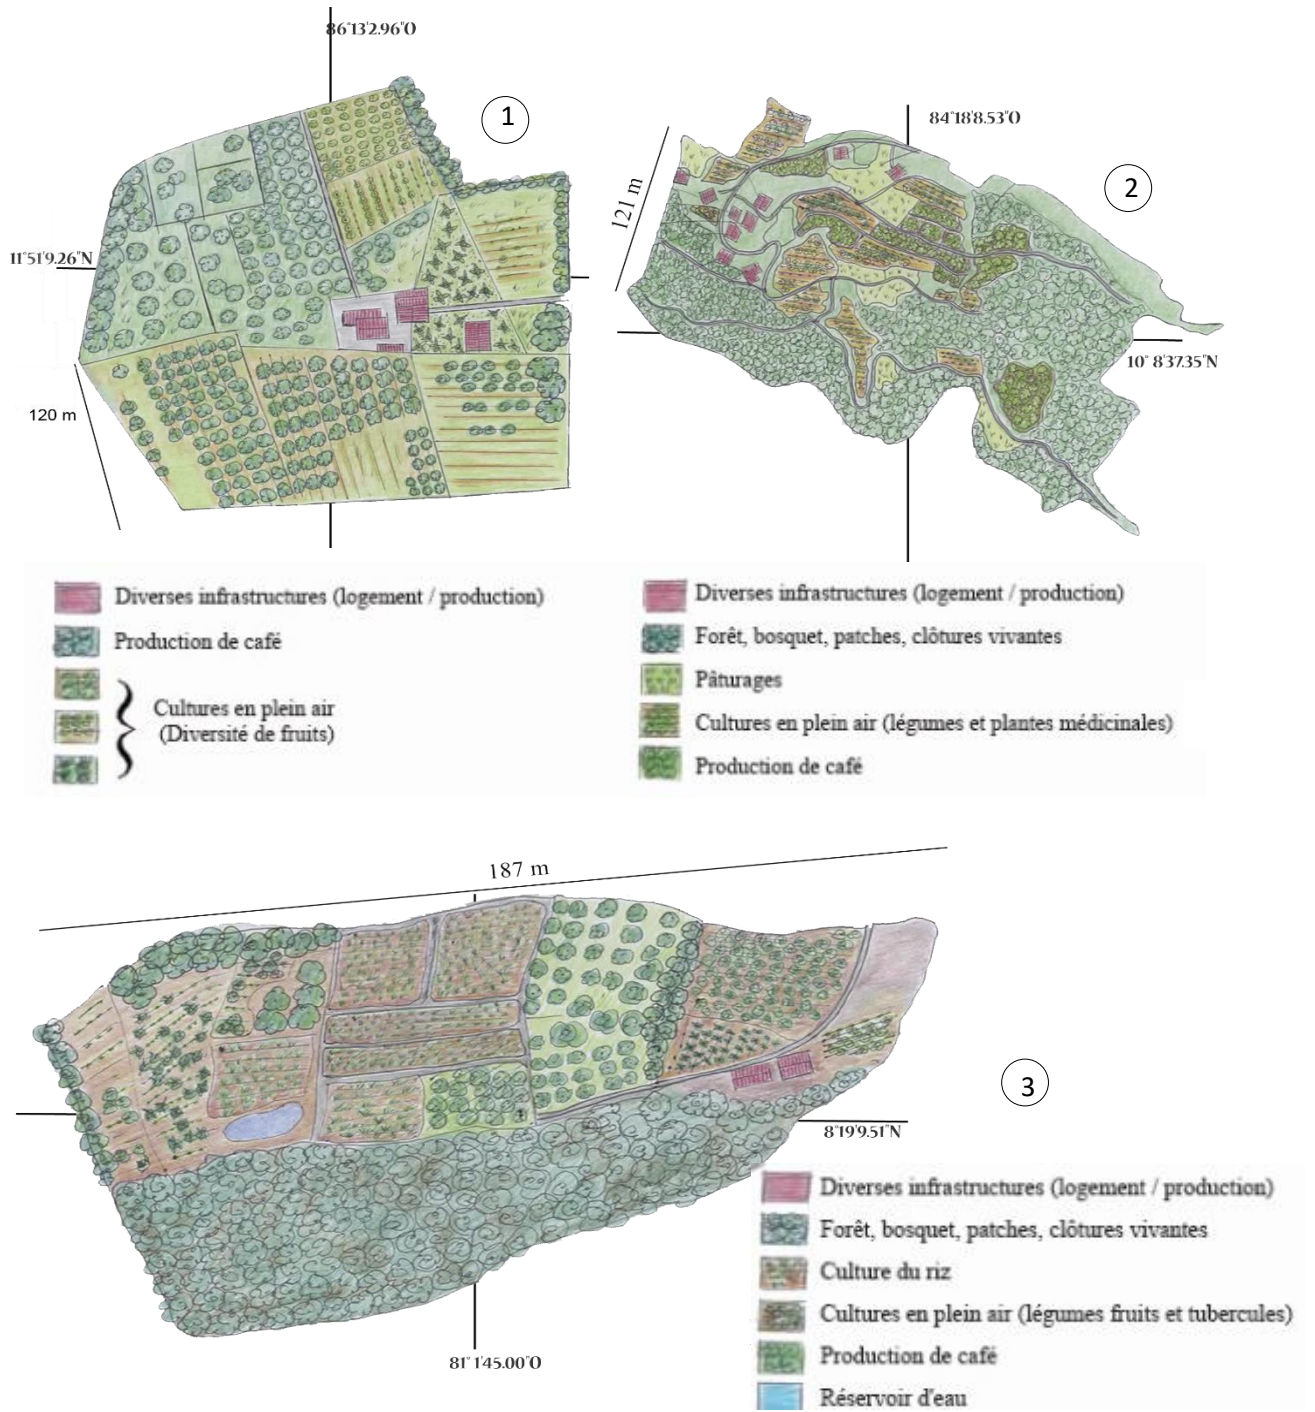 86°13'2.96"O
1
11°51'9.26"N
120 m
84°18'8.53"O
2
121 m
10° 8'37.35"N
Diverses infrastructures (logement / production)
Production de café
Cultures en plein air
(Diversité de fruits)
Diverses infrastructures (logement / production)
Forêt, bosquet, patches, clôtures vivantes
Pâturages
Cultures en plein air (légumes et plantes médicinales)
Production de café
187 m
3
8°19'9.51"N
81° 1'45.00"O
Diverses infrastructures (logement / production)
Forêt, bosquet, patches, clôtures vivantes
Culture du riz
Cultures en plein air (légumes fruits et tubercules)
Production de café
Réservoir d'eau